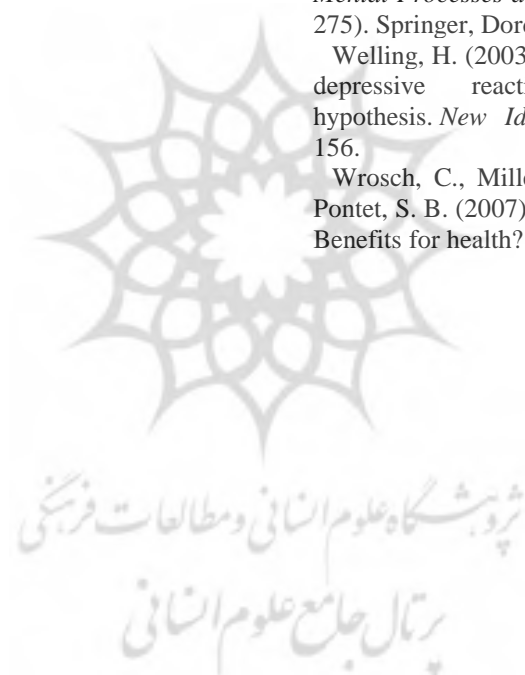 Mental Processes a
275). Springer, Dor
Welling, H. (2003
depressive reacti
hypothesis. New Id
156.
Wrosch, C., Mille
Pontet, S. B. (2007)
Benefits for health?
پژوهشگاه علوم انسانی و مطالعات فرهنگی
پرتال جامع علوم انسانی